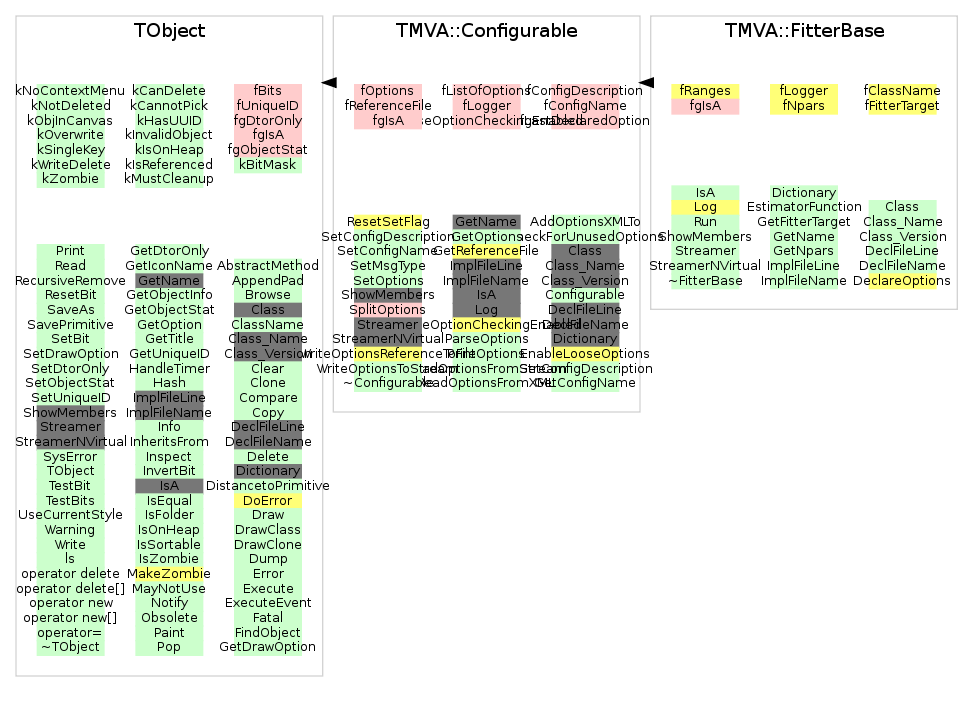 TObject
kNoContextMenu kCanDelete fBits
kNotDeleted kCannotPick fUniqueID
kObjInCanvas kHasUUID fgDtorOnly
kOverwrite kInvalidObject fgIsA
kSingleKey kIsOnHeap fgObjectStat
kWriteDelete kIsReferenced kBitMask
kZombie kMustCleanup
Print GetDtorOnly
Read GetIconName AbstractMethod
RecursiveRemove GetName AppendPad
ResetBit GetObjectInfo Browse
SaveAs GetObjectStat Class
SavePrimitive GetOption ClassName
SetBit GetTitle Class_Name
SetDrawOption GetUniqueID Class_Version
SetDtorOnly HandleTimer Clear
SetObjectStat Hash Clone
SetUniqueID ImplFileLine Compare
ShowMembers ImplFileName Copy
Streamer Info DeclFileLine
StreamerNVirtual InheritsFrom DeclFileName
SysError Inspect Delete
TObject InvertBit Dictionary
TestBit IsA DistancetoPrimitive
TestBits IsEqual DoError
UseCurrentStyle IsFolder Draw
Warning IsOnHeap DrawClass
Write IsSortable DrawClone
ls IsZombie Dump
operator delete MakeZombie Error
operator delete[] MayNotUse Execute
operator new Notify ExecuteEvent
operator new[] Obsolete Fatal
operator= Paint FindObject
~TObject Pop GetDrawOption
TMVA::Configurable
fOptions fListOfOptions fConfigDescription
fReferenceFile fLogger fConfigName
fgIsA
ResetSetFlag GetName AddOptionsXMLTo
SetConfigDescription GetOptions eckForUnusedOptions
SetConfigName GetReferenceFile Class
SetMsgType ImplFileLine Class_Name
SetOptions ImplFileName Class_Version
ShowMembers IsA Configurable
SplitOptions Log DeclFileLine
Streamer
StreamerNVirtual ParseOptions Dictionary
PrintOptions EnableLooseOptions
WriteOptionsToStream
~Configurable GetConfigName
TMVA::FitterBase
fRanges fLogger fClassName
fgIsA fNpars fFitterTarget
IsA Dictionary
Log EstimatorFunction Class
Run GetFitterTarget Class_Name
ShowMembers GetName Class_Version
Streamer GetNpars DeclFileLine
StreamerNVirtual ImplFileLine DeclFileName
~FitterBase ImplFileName DeclareOptions